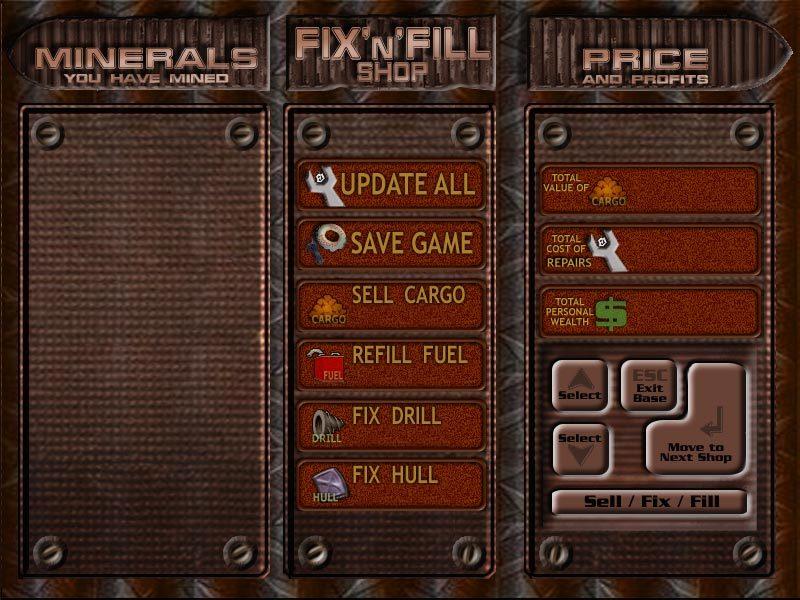 MINERALS
YOU HAVE MINED
FIX'N'FILL
SHOP
UPDATE ALL
SAVE GAME
SELL CARGO
CARGO
REFILL FUEL
FUEL
FIX DRILL
DRILL
FIX HULL
HULL
PRICE
AND PROFITS
TOTAL
VALUE OF
CARGO
TOTAL
COST OF
REPAIRS
TOTAL
PERSONAL
WEALTH
$
Select
ESC
Exit
Base
Select
Move to
Next Shop
Sell / Fix / Fill